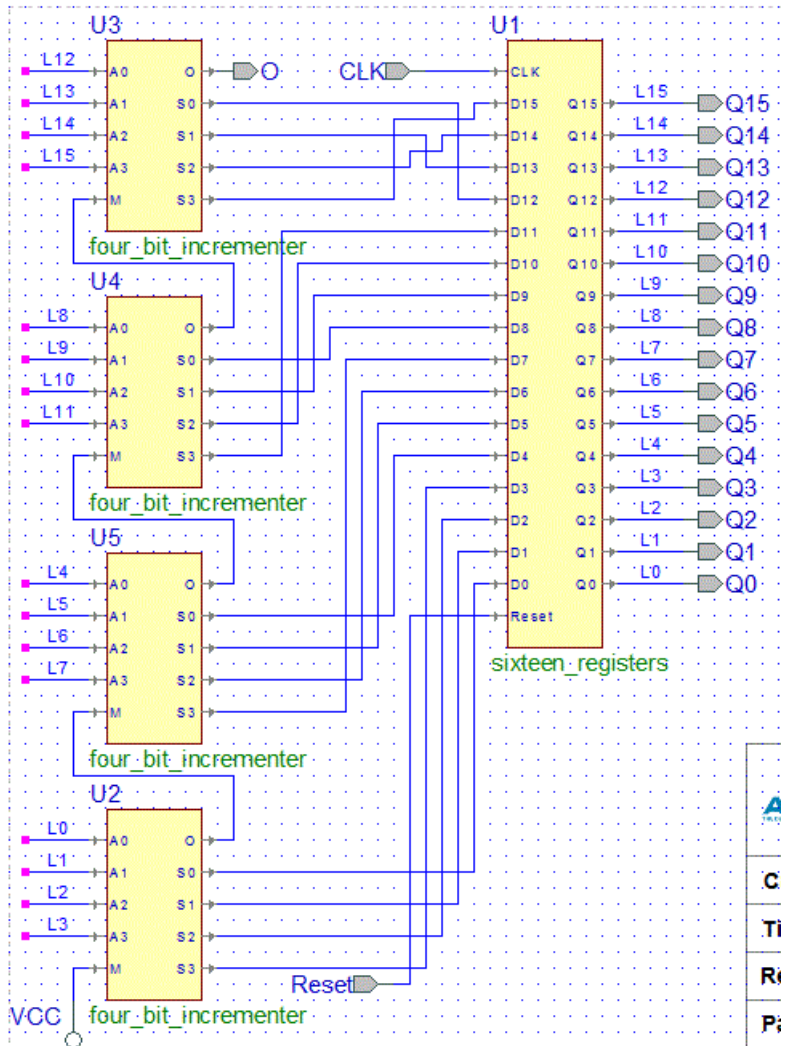 U3 U1
L12 A0 O O CLK CLK
L13 A1 S0 D15 Q15 L15 Q15
L14 A2 S1 D14 Q14 L14 Q14
L15 A3 S2 D13 Q13 L13 Q13
M S3 D12 Q12 L12 Q12
four_bit_incrementer D11 Q11 L11 Q11
U4 D10 Q10 L10 Q10
D9 Q9 L9 Q9
L8 A0 O D8 Q8 L8 Q8
L9 A1 S0 D7 Q7 L7 Q7
L10 A2 S1 D6 Q6 L6 Q6
L11 A3 S2 D5 Q5 L5 Q5
M S3 D4 Q4 L4 Q4
four_bit_incrementer D3 Q3 L3 Q3
U5 D2 Q2 L2 Q2
D1 Q1 L1 Q1
L4 A0 O D0 Q0 L0 Q0
L5 A1 S0 Reset
L6 A2 S1 sixteen_registers
L7 A3 S2
M S3
four_bit_incrementer
U2
L0 A0 O
L1 A1 S0
L2 A2 S1
L3 A3 S2
M S3 Reset
VCC four_bit_incrementer